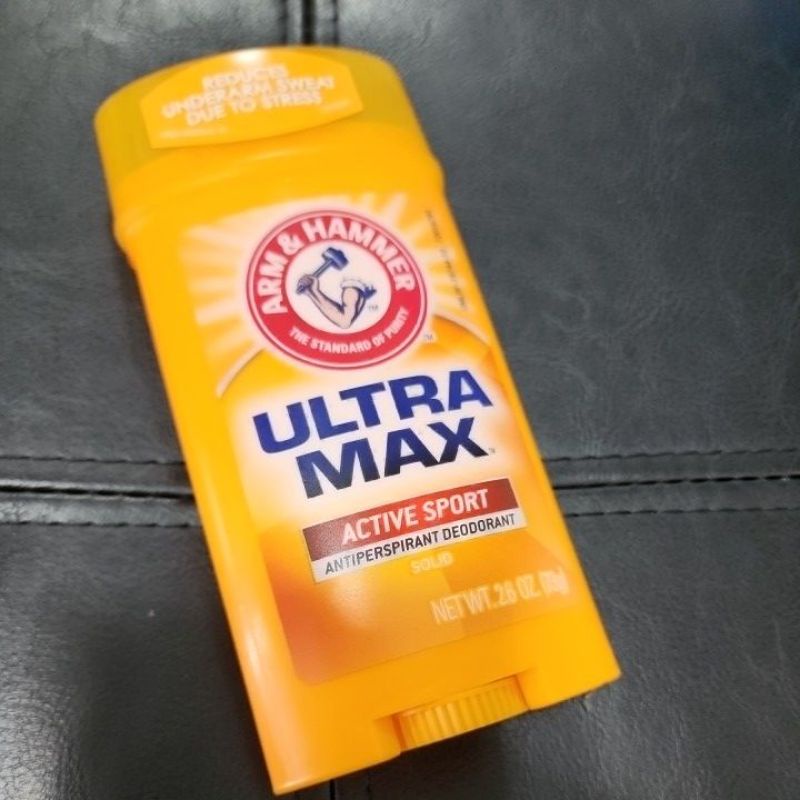 REDUCES
UNDERARM SWEAT
DUE TO STRESS
ARM & HAMMER
THE STANDARD OF PURITY
ULTRA
MAX
ACTIVE SPORT
ANTIPERSPIRANT DEODORANT
SOLID
NET WT. 2.6 OZ.